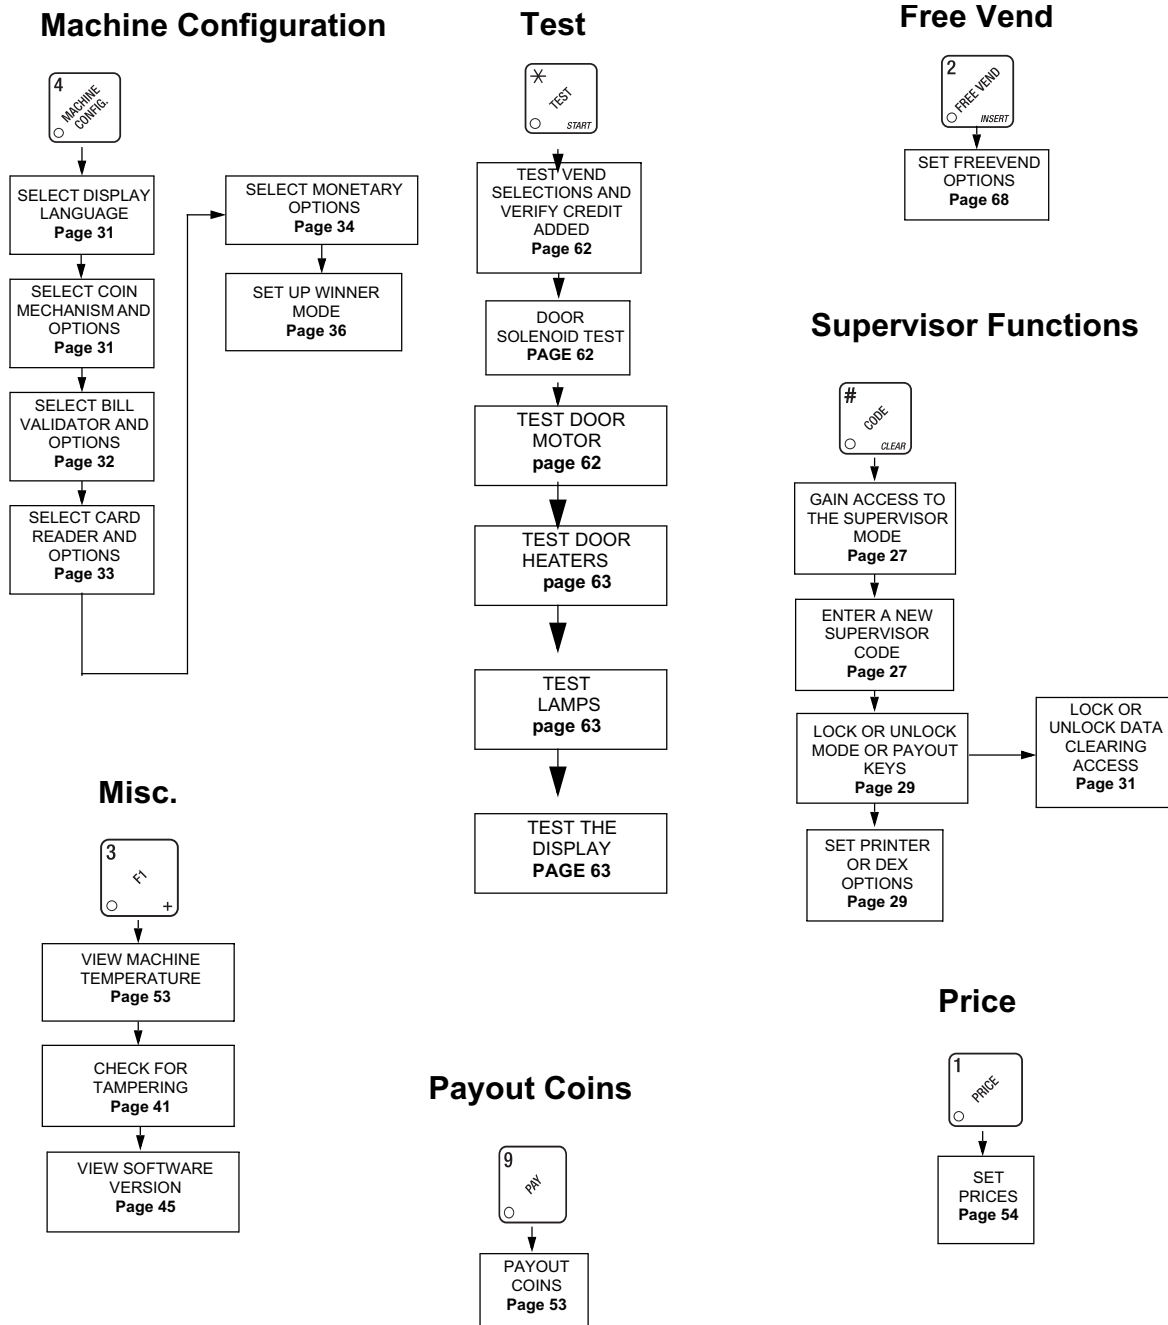 Machine Configuration
4
MACHINE
CONFIG.
SELECT DISPLAY
LANGUAGE
Page 31
SELECT COIN
MECHANISM AND
OPTIONS
Page 31
SELECT BILL
VALIDATOR AND
OPTIONS
Page 32
SELECT CARD
READER AND
OPTIONS
Page 33
SELECT MONETARY
OPTIONS
Page 34
SET UP WINNER
MODE
Page 36
Test
TEST
START
TEST VEND
SELECTIONS AND
VERIFY CREDIT
ADDED
Page 62
DOOR
SOLENOID TEST
PAGE 62
TEST DOOR
MOTOR
page 62
TEST DOOR
HEATERS
page 63
TEST
LAMPS
page 63
TEST THE
DISPLAY
PAGE 63
Free Vend
2
FREE VEND
INSERT
SET FREEVEND
OPTIONS
Page 68
Supervisor Functions
#
CODE
CLEAR
GAIN ACCESS TO
THE SUPERVISOR
MODE
Page 27
ENTER A NEW
SUPERVISOR
CODE
Page 27
LOCK OR UNLOCK
MODE OR PAYOUT
KEYS
Page 29
LOCK OR
UNLOCK DATA
CLEARING
ACCESS
Page 31
SET PRINTER
OR DEX
OPTIONS
Page 29
Misc.
3
F1
+
VIEW MACHINE
TEMPERATURE
Page 53
CHECK FOR
TAMPERING
Page 41
VIEW SOFTWARE
VERSION
Page 45
Payout Coins
9
PAY
PAYOUT
COINS
Page 53
Price
1
PRICE
SET
PRICES
Page 54